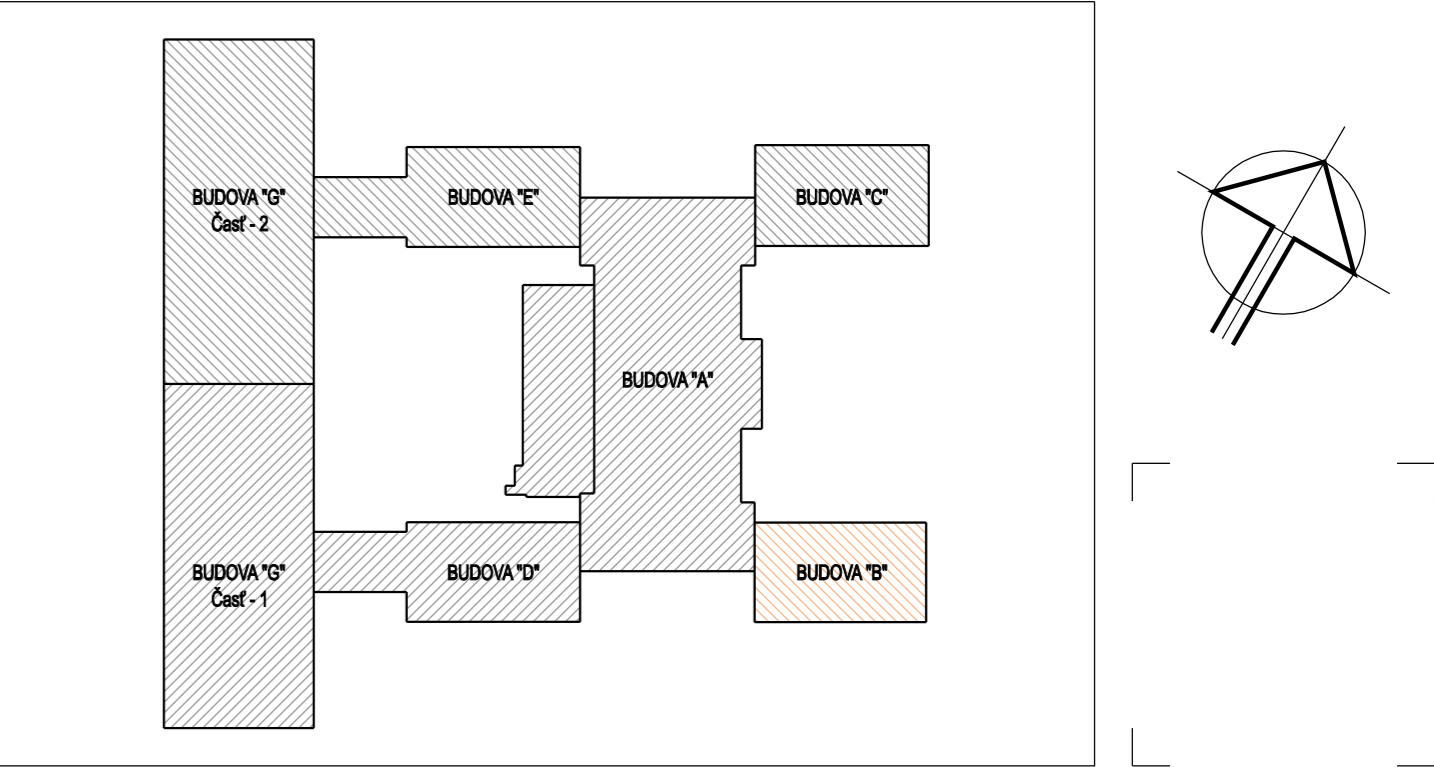 BUDOVA "G"
Časť - 2
BUDOVA "E"
BUDOVA "C"
BUDOVA "A"
BUDOVA "G"
Časť - 1
BUDOVA "D"
BUDOVA "B"